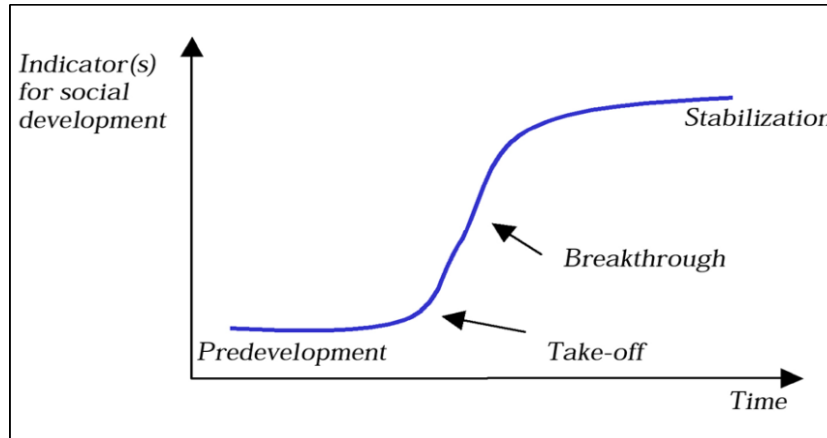 Indicator(s)
for social
development
Stabilization
Breakthrough
Predevelopment
Take-off
Time